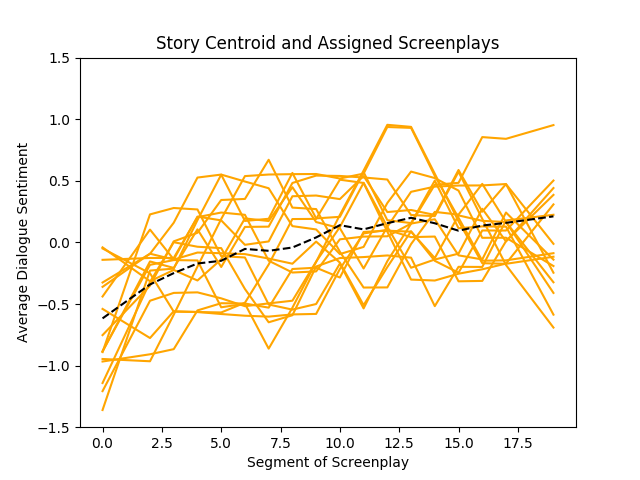 Story Centroid and Assigned Screenplays
1.5
1.0
0.5
0.0
−0.5
−1.0
−1.5
Average Dialogue Sentiment
0.0 2.5 5.0 7.5 10.0 12.5 15.0 17.5
Segment of Screenplay